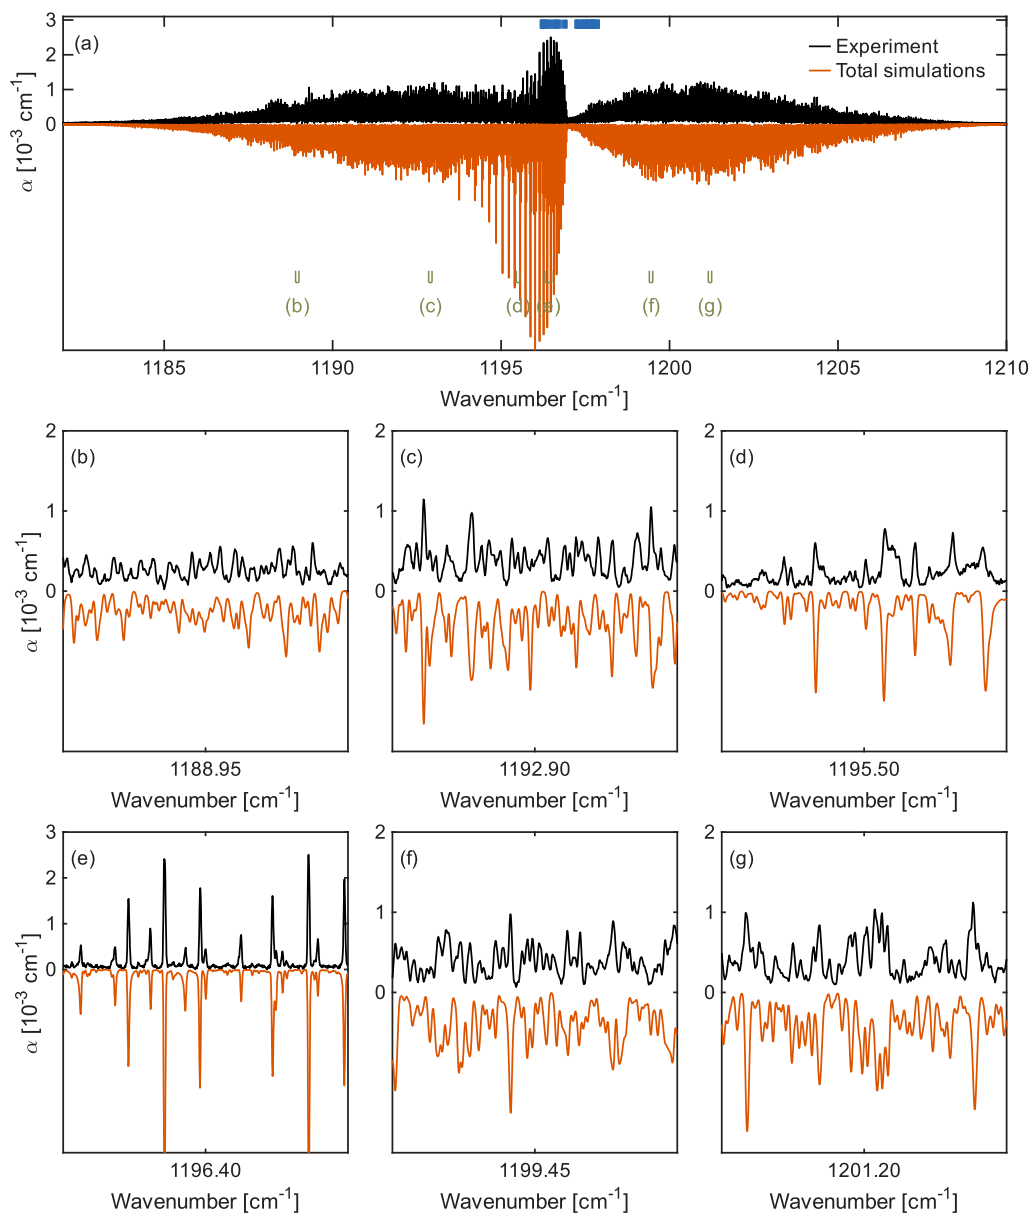 (a)
Experiment
Total simulations
3
2
1
0
α [10⁻³ cm⁻¹]
(b) (c) (d) (e) (f) (g)
1185 1190 1195 1200 1205 1210
Wavenumber [cm⁻¹]
2 2 2
(b) (c) (d)
1 1 1
0 0 0
α [10⁻³ cm⁻¹]
1188.95 1192.90 1195.50
Wavenumber [cm⁻¹] Wavenumber [cm⁻¹] Wavenumber [cm⁻¹]
3 2 2
(e) (f) (g)
2
1 1 1
0 0 0
α [10⁻³ cm⁻¹]
1196.40 1199.45 1201.20
Wavenumber [cm⁻¹] Wavenumber [cm⁻¹] Wavenumber [cm⁻¹]